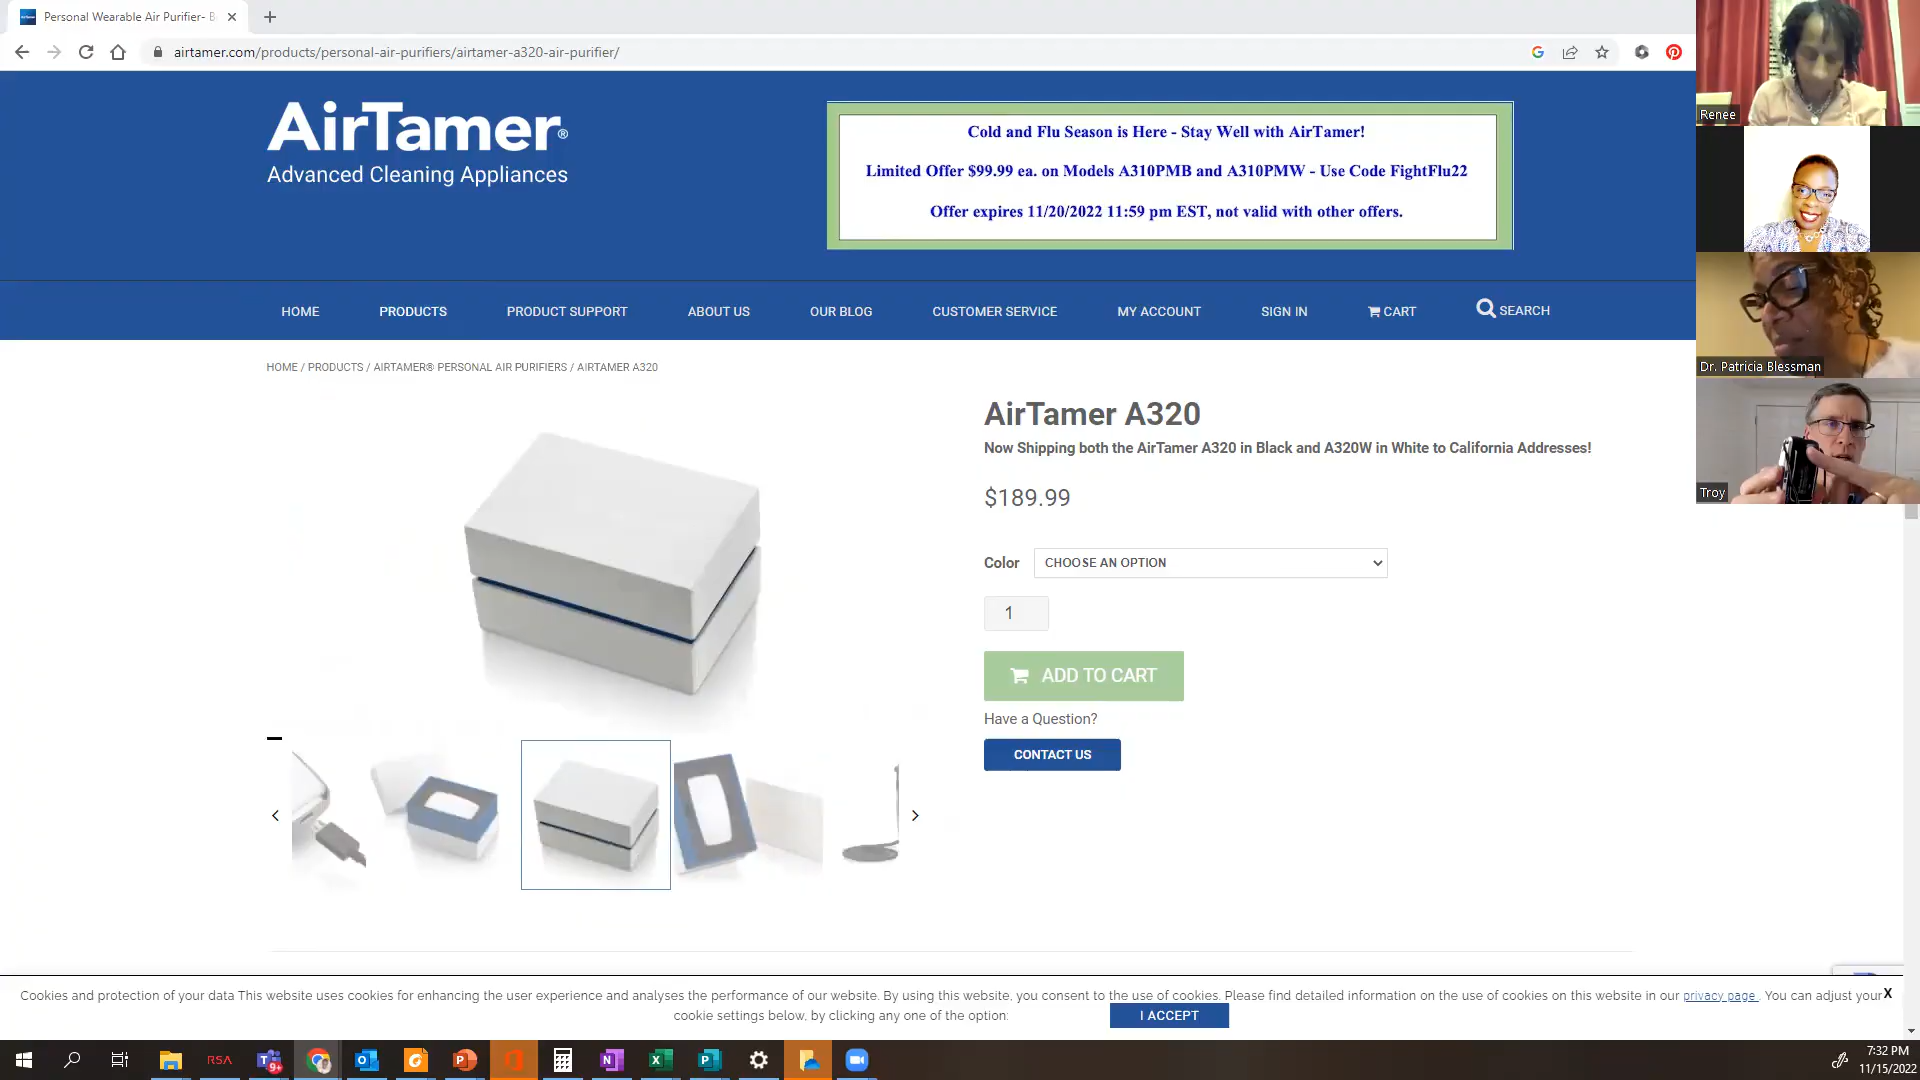 Personal Wearable Air Purifier- B
airtamer.com/products/personal-air-purifiers/airtamer-a320-air-purifier/
Renee
AirTamer®
Advanced Cleaning Appliances
Cold and Flu Season is Here - Stay Well with AirTamer!
Limited Offer $99.99 ea. on Models A310PMB and A310PMW - Use Code FightFlu22
Offer expires 11/20/2022 11:59 pm EST, not valid with other offers.
HOME PRODUCTS PRODUCT SUPPORT ABOUT US OUR BLOG CUSTOMER SERVICE MY ACCOUNT SIGN IN CART SEARCH
HOME / PRODUCTS / AIRTAMER® PERSONAL AIR PURIFIERS / AIRTAMER A320
Dr. Patricia Blessman
AirTamer A320
Now Shipping both the AirTamer A320 in Black and A320W in White to California Addresses!
$189.99
Troy
Color CHOOSE AN OPTION
1
ADD TO CART
Have a Question?
CONTACT US
Cookies and protection of your data This website uses cookies for enhancing the user experience and analyses the performance of our website. By using this website, you consent to the use of cookies. Please find detailed information on the use of cookies on this website in our privacy page . You can adjust your X
cookie settings below, by clicking any one of the option: I ACCEPT
RSA 9+
7:32 PM
11/15/2022